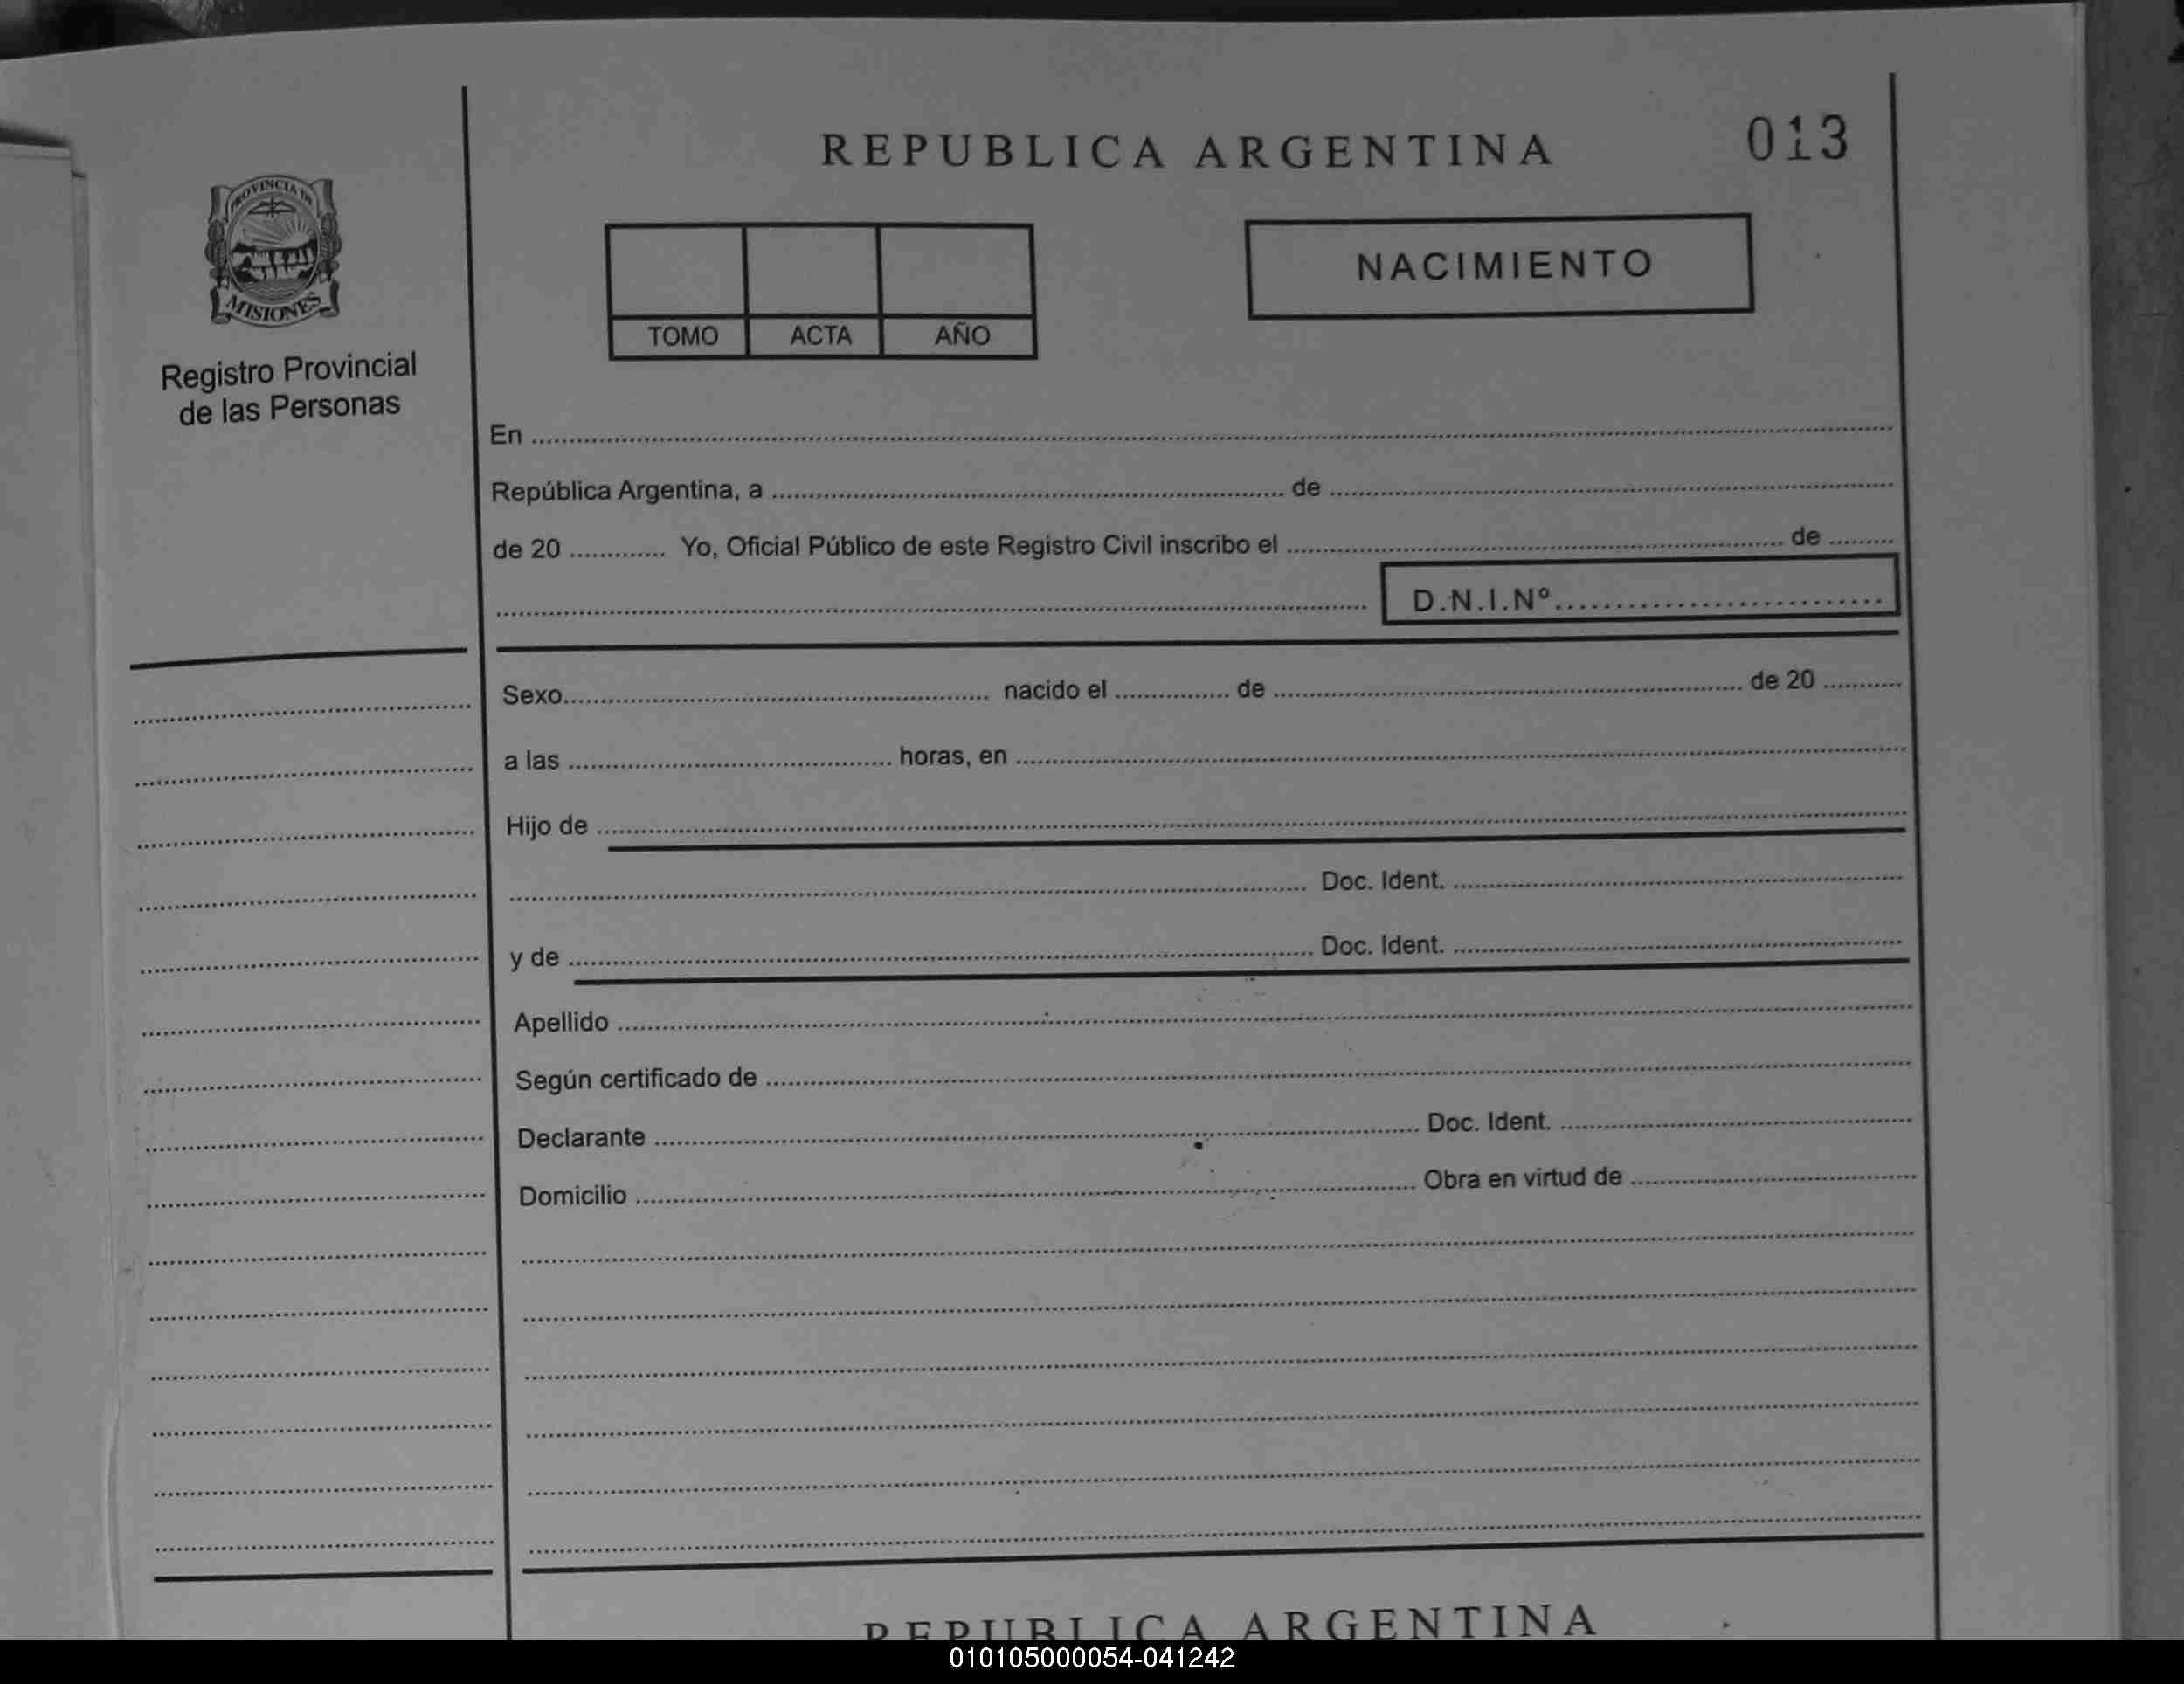 REPUBLICA ARGENTINA
013
PROVINCIA DE
MISIONES
Registro Provincial
de las Personas
NACIMIENTO
TOMO ACTA AÑO
En
República Argentina, a de
de 20 Yo, Oficial Público de este Registro Civil inscribo el de
D.N.I.Nº
Sexo nacido el de de 20
a las horas, en
Hijo de
Doc. Ident.
y de Doc. Ident.
Apellido
Según certificado de
Declarante Doc. Ident.
Domicilio Obra en virtud de
REPUBLICA ARGENTINA
010105000054-041242